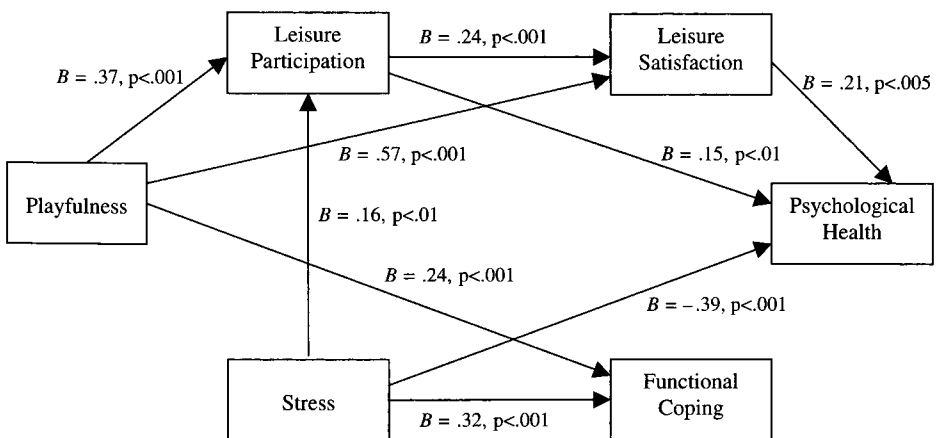 Leisure
Participation
B = .24, p<.001
Leisure
Satisfaction
B = .37, p<.001
B = .21, p<.005
B = .57, p<.001
B = .15, p<.01
Playfulness
B = .16, p<.01
Psychological
Health
B = .24, p<.001
B = –.39, p<.001
Stress
B = .32, p<.001
Functional
Coping